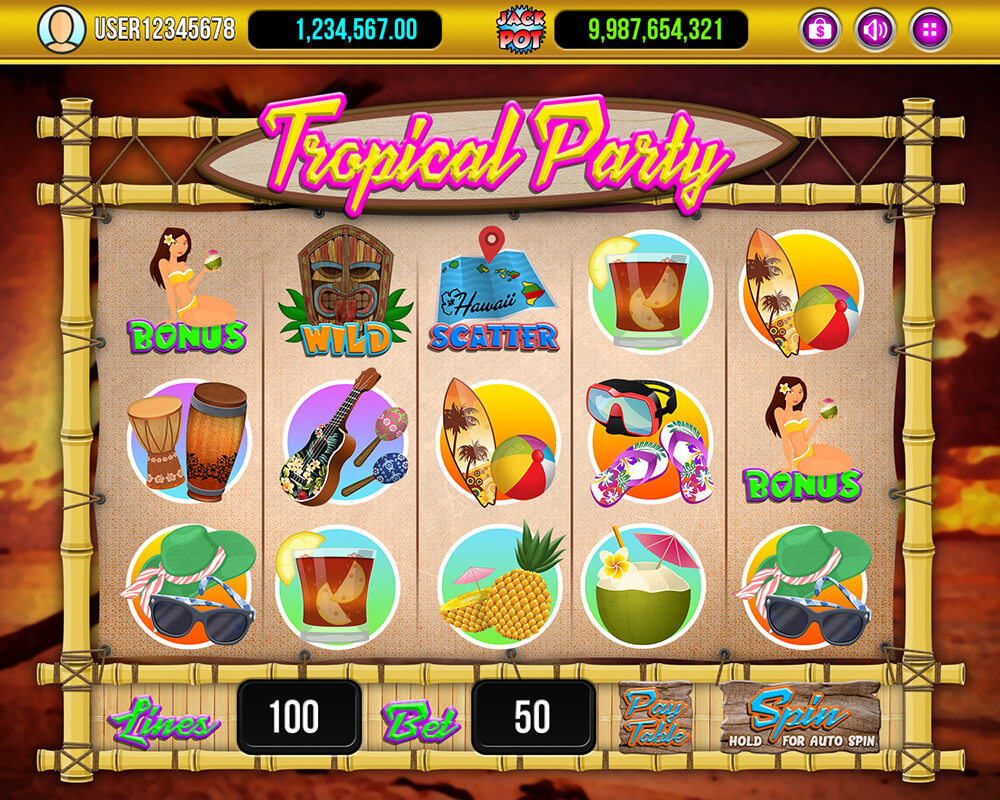 USER12345678
1,234,567.00
JACK
POT
9,987,654,321
$
Tropical Party
BONUS
WILD
Hawaii
SCATTER
BONUS
Lines
100
Bet
50
Pay
Table
Spin
HOLD FOR AUTO SPIN